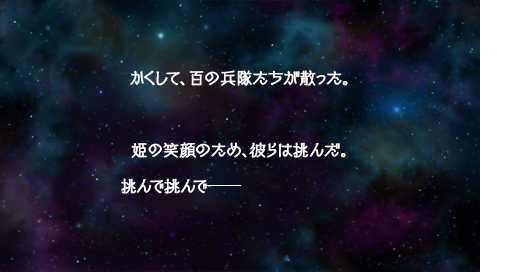 かくして、百の兵隊たちが散った。
姫の笑顔のため、彼らは挑んだ。
挑んで挑んで――